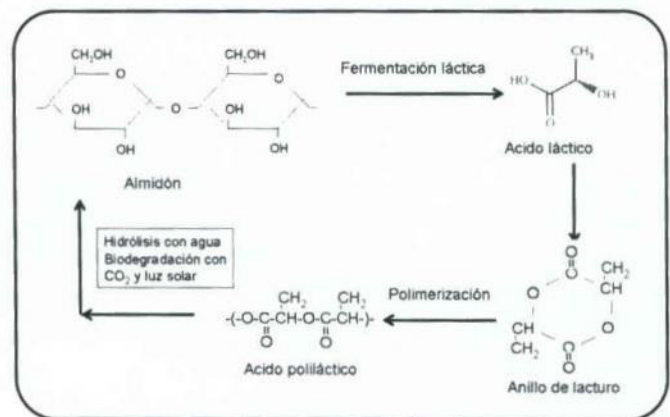 CH₂OH
CH₂OH
O
O
O
OH
OH
OH
OH
Almidón
Fermentación láctica
CH₃
HO
OH
O
Acido láctico
Hidrólisis con agua
Biodegradación con
CO₂ y luz solar
-(-O-C-CH-O-C-CH-)-
CH₂
CH₂
O
O
Acido poliláctico
Polimerización
O
C
CH₂
CH
O
O
CH
CH₂
C
O
Anillo de lacturo